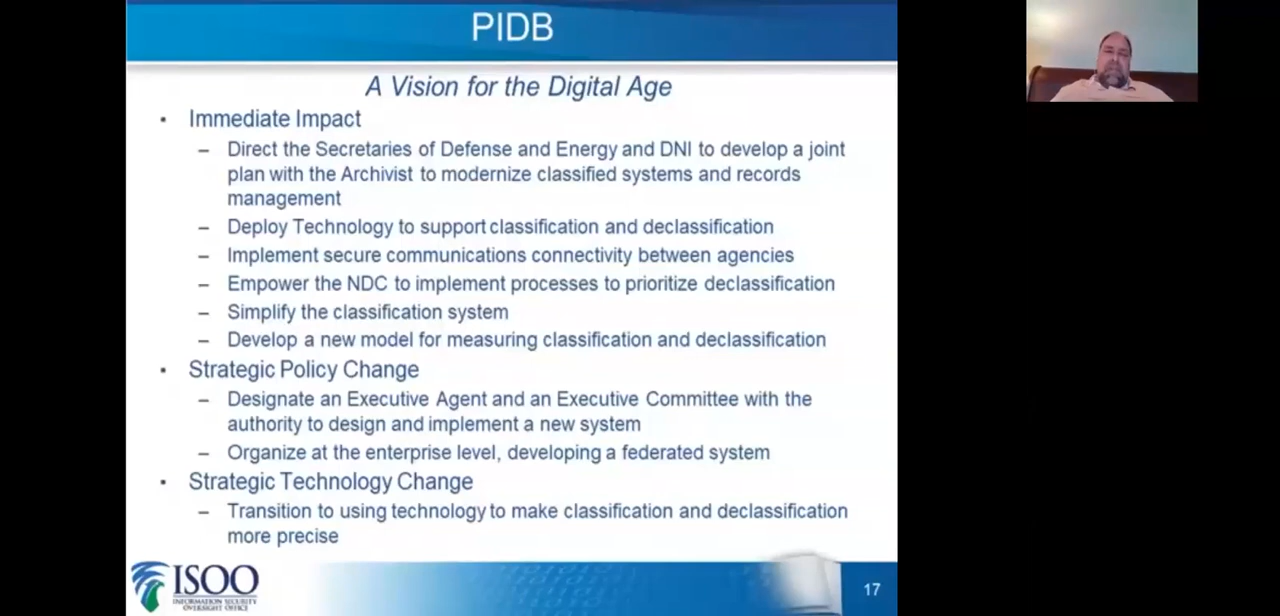 PIDB
A Vision for the Digital Age
• Immediate Impact
– Direct the Secretaries of Defense and Energy and DNI to develop a joint
plan with the Archivist to modernize classified systems and records
management
– Deploy Technology to support classification and declassification
– Implement secure communications connectivity between agencies
– Empower the NDC to implement processes to prioritize declassification
– Simplify the classification system
– Develop a new model for measuring classification and declassification
• Strategic Policy Change
– Designate an Executive Agent and an Executive Committee with the
authority to design and implement a new system
– Organize at the enterprise level, developing a federated system
• Strategic Technology Change
– Transition to using technology to make classification and declassification
more precise
ISOO
INFORMATION SECURITY
OVERSIGHT OFFICE
17